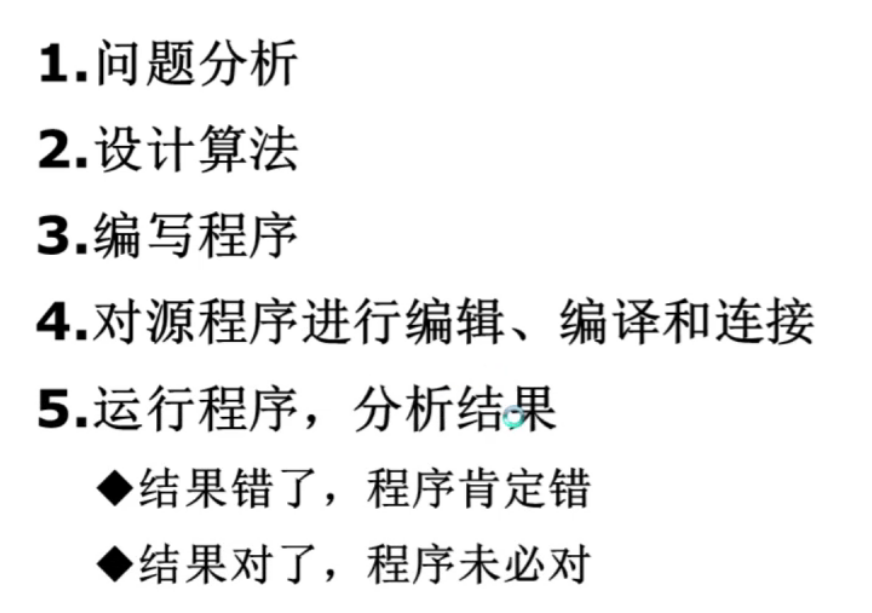 1.问题分析
2.设计算法
3.编写程序
4.对源程序进行编辑、编译和连接
5.运行程序，分析结果
◆结果错了，程序肯定错
◆结果对了，程序未必对